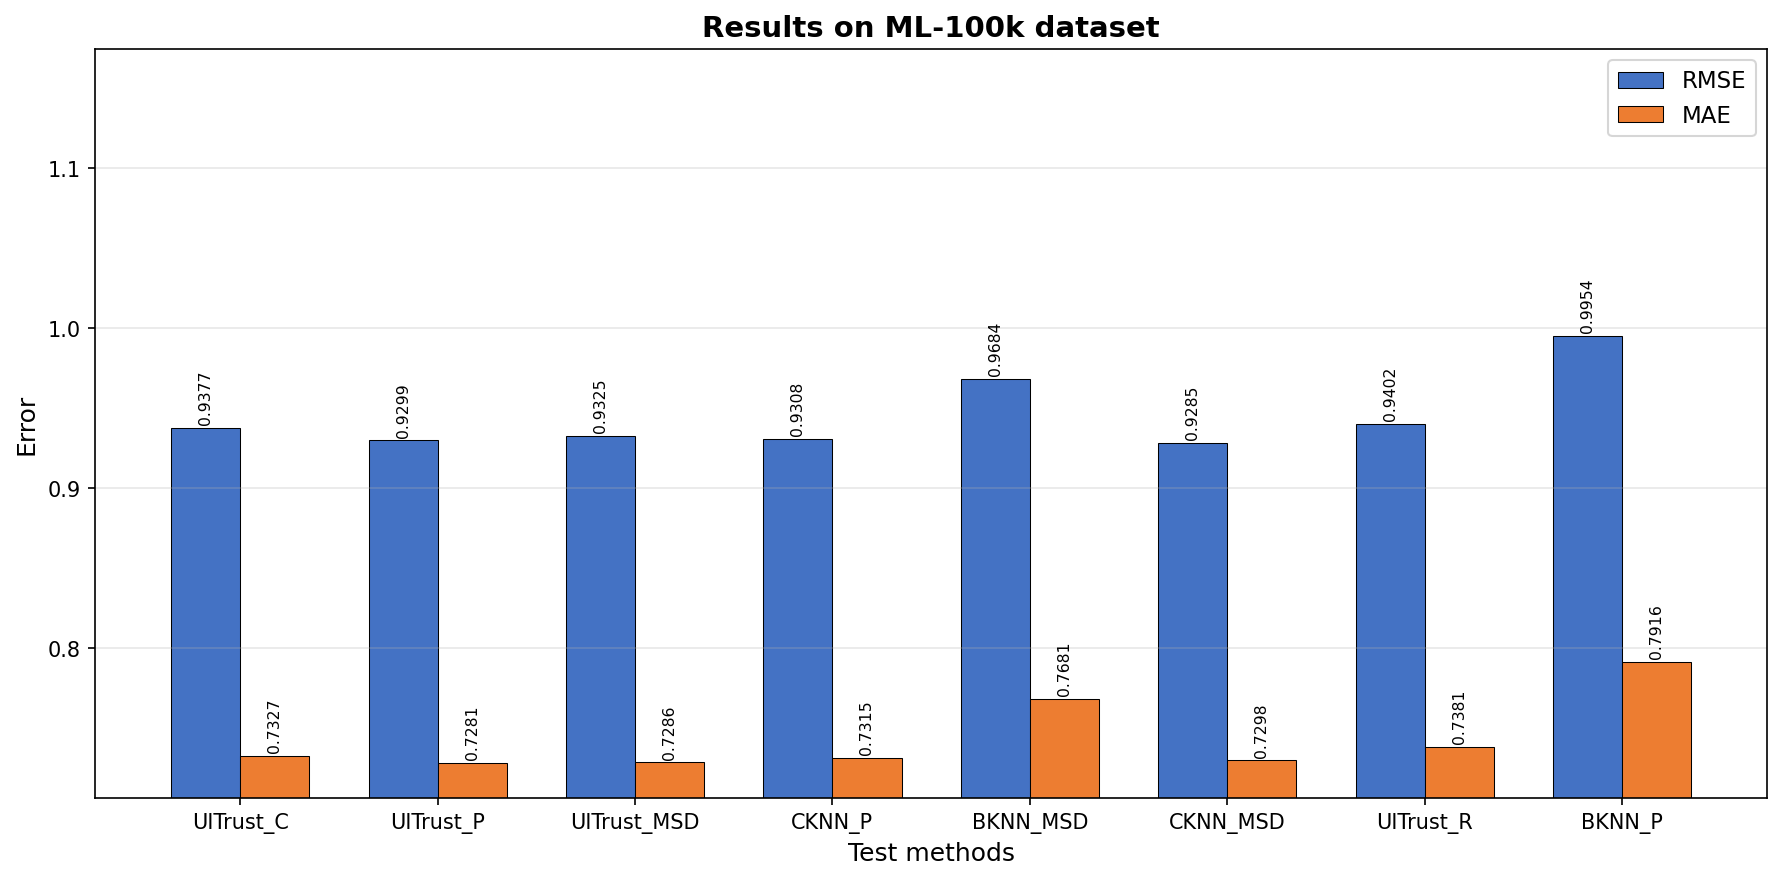 Results on ML-100k dataset
RMSE
MAE
1.1
1.0
0.9
0.8
Error
0.9377
0.7327
0.9299
0.7281
0.9325
0.7286
0.9308
0.7315
0.9684
0.7681
0.9285
0.7298
0.9402
0.7381
0.9954
0.7916
UITrust_C
UITrust_P
UITrust_MSD
CKNN_P
BKNN_MSD
CKNN_MSD
UITrust_R
BKNN_P
Test methods